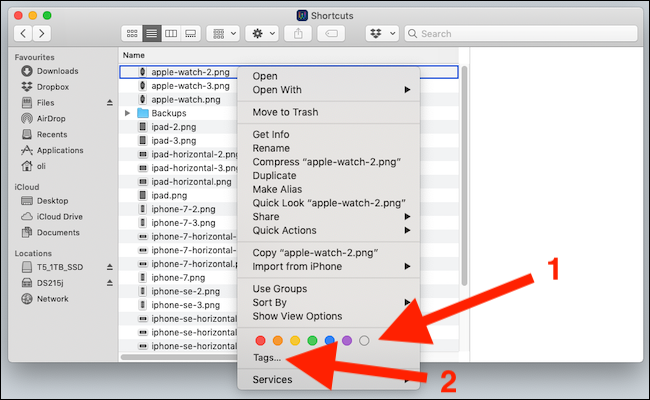 Shortcuts
Search
Favourites
Downloads
Dropbox
Files
AirDrop
Recents
Applications
oli
iCloud
Desktop
iCloud Drive
Documents
Locations
T5_1TB_SSD
DS215j
Network
Name
apple-watch-2.png
apple-watch-3.png
apple-watch.png
Backups
ipad-2.png
ipad-3.png
ipad-horizontal-2.pn
ipad-horizontal-3.pn
ipad-horizontal.png
ipad.png
iphone-7-2.png
iphone-7-3.png
iphone-7-horizontal-
iphone-7-horizontal-
iphone-7-horizontal.p
iphone-7.png
iphone-se-2.png
iphone-se-3.png
iphone-se-horizontal
iphone-se-horizontal
iphone-se-horizontal
Open
Open With
Move to Trash
Get Info
Rename
Compress “apple-watch-2.png”
Duplicate
Make Alias
Quick Look “apple-watch-2.png”
Share
Quick Actions
Copy “apple-watch-2.png”
Import from iPhone
Use Groups
Sort By
Show View Options
Tags...
Services
1
2